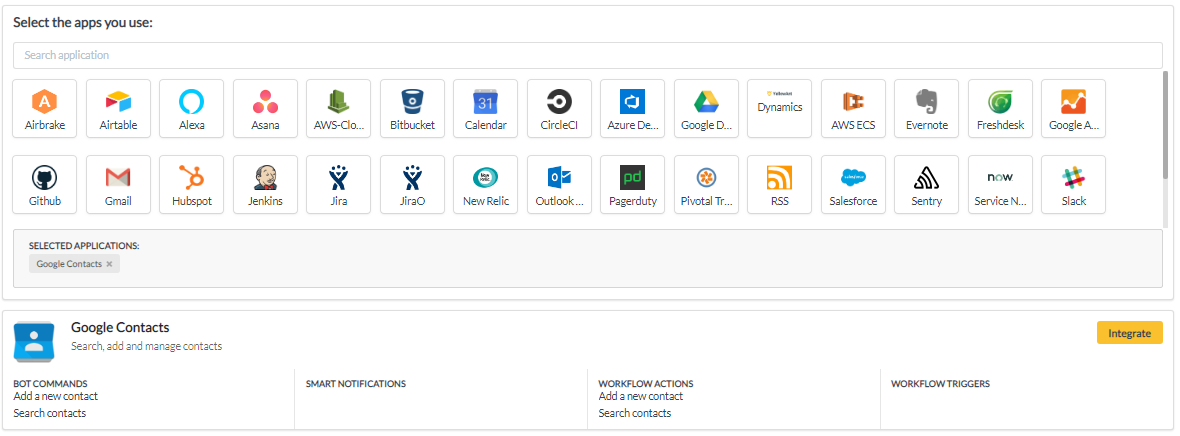 Select the apps you use:
Search application
Airbrake Airtable Alexa Asana AWS-Clo... Bitbucket Calendar CircleCI Azure De... Google D... Dynamics AWS ECS Evernote Freshdesk Google A...
31
Github Gmail Hubspot Jenkins Jira JiraO New Relic Outlook ... Pagerduty Pivotal Tr... RSS Salesforce Sentry Service N... Slack
pd
salesforce
now
SELECTED APPLICATIONS:
Google Contacts ×
Google Contacts
Search, add and manage contacts
Integrate
BOT COMMANDS SMART NOTIFICATIONS WORKFLOW ACTIONS WORKFLOW TRIGGERS
Add a new contact Add a new contact
Search contacts Search contacts